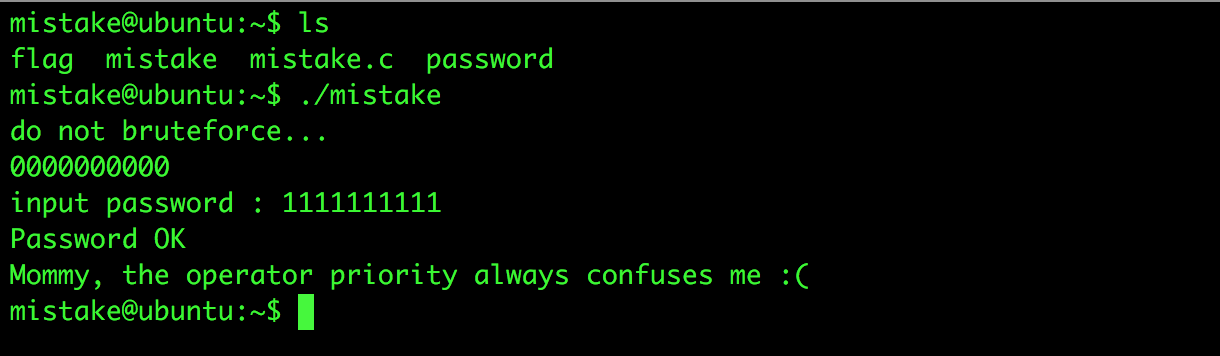 mistake@ubuntu:~$ ls
flag  mistake  mistake.c  password
mistake@ubuntu:~$ ./mistake
do not bruteforce...
0000000000
input password : 1111111111
Password OK
Mommy, the operator priority always confuses me :(
mistake@ubuntu:~$